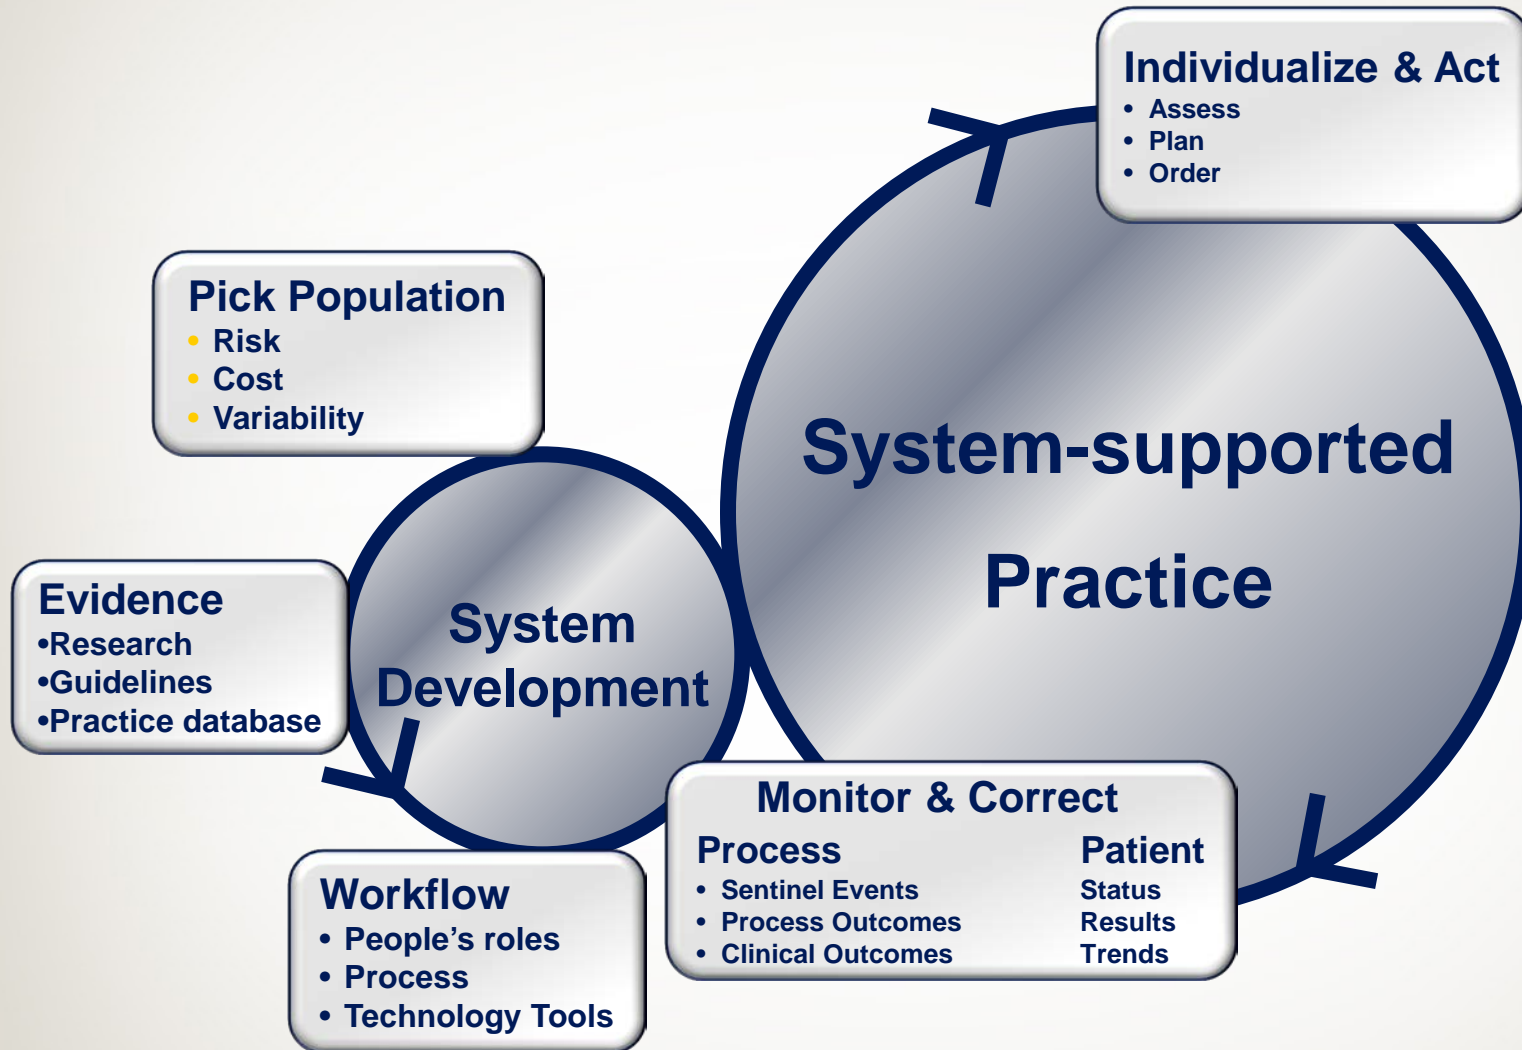 Individualize & Act
• Assess
• Plan
• Order
Pick Population
• Risk
• Cost
• Variability
System-supported
Practice
Evidence
•Research
•Guidelines
•Practice database
System
Development
Monitor & Correct
Process Patient
• Sentinel Events Status
• Process Outcomes Results
• Clinical Outcomes Trends
Workflow
• People’s roles
• Process
• Technology Tools